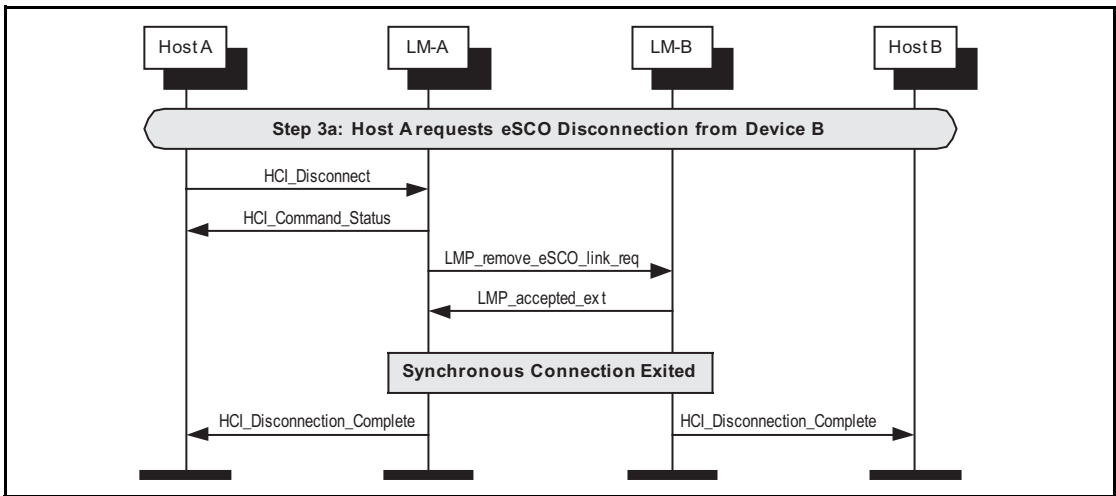 Host A
LM-A
LM-B
Host B
Step 3a: Host A requests eSCO Disconnection from Device B
HCI_Disconnect
HCI_Command_Status
LMP_remove_eSCO_link_req
LMP_accepted_ext
Synchronous Connection Exited
HCI_Disconnection_Complete
HCI_Disconnection_Complete